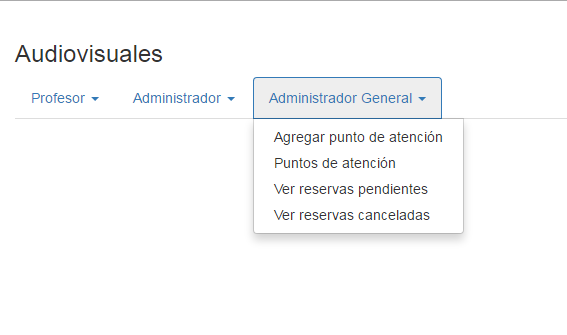 Audiovisuales
Profesor Administrador Administrador General
Agregar punto de atención
Puntos de atención
Ver reservas pendientes
Ver reservas canceladas